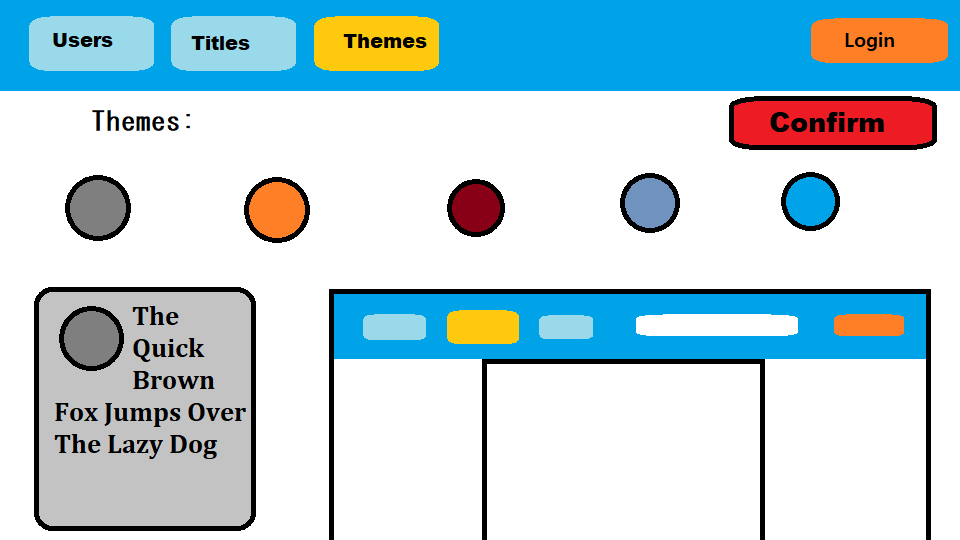 Users
Titles
Themes
Login
Themes:
Confirm
The
Quick
Brown
Fox Jumps Over
The Lazy Dog